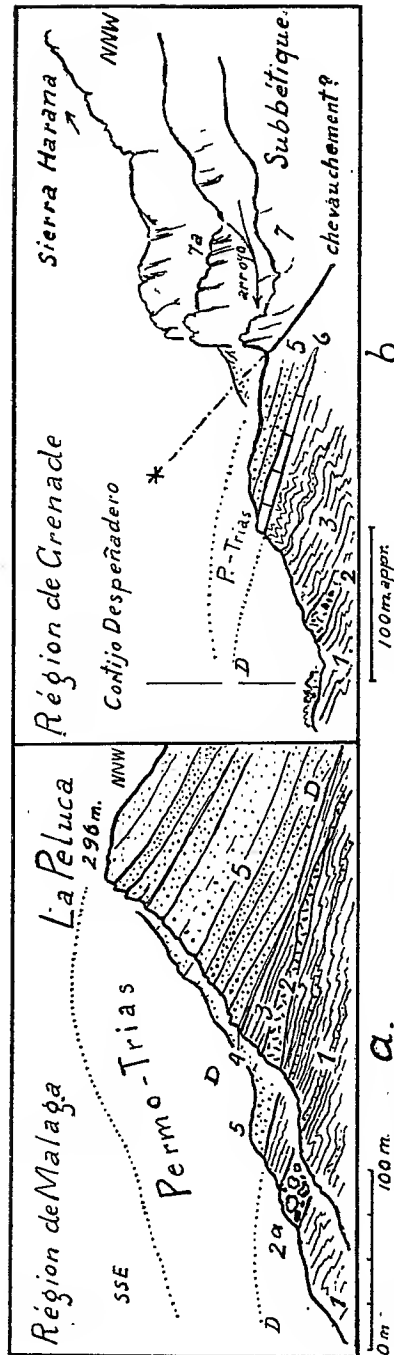 Région de Malaga
SSE
La Peluca
296 m.
NNW
Permo-Trias
D
5
D
4
3
2
5
D
2a
1
1
0 m
100 m.
a.
Région de Grenade
Cortijo Despeñadero
Sierra Harana
NNW
*
P.-Trias
D
7a
arroyo
Subbétique.
7
chevauchement?
5
6
3
2
1
100 m. appr.
b